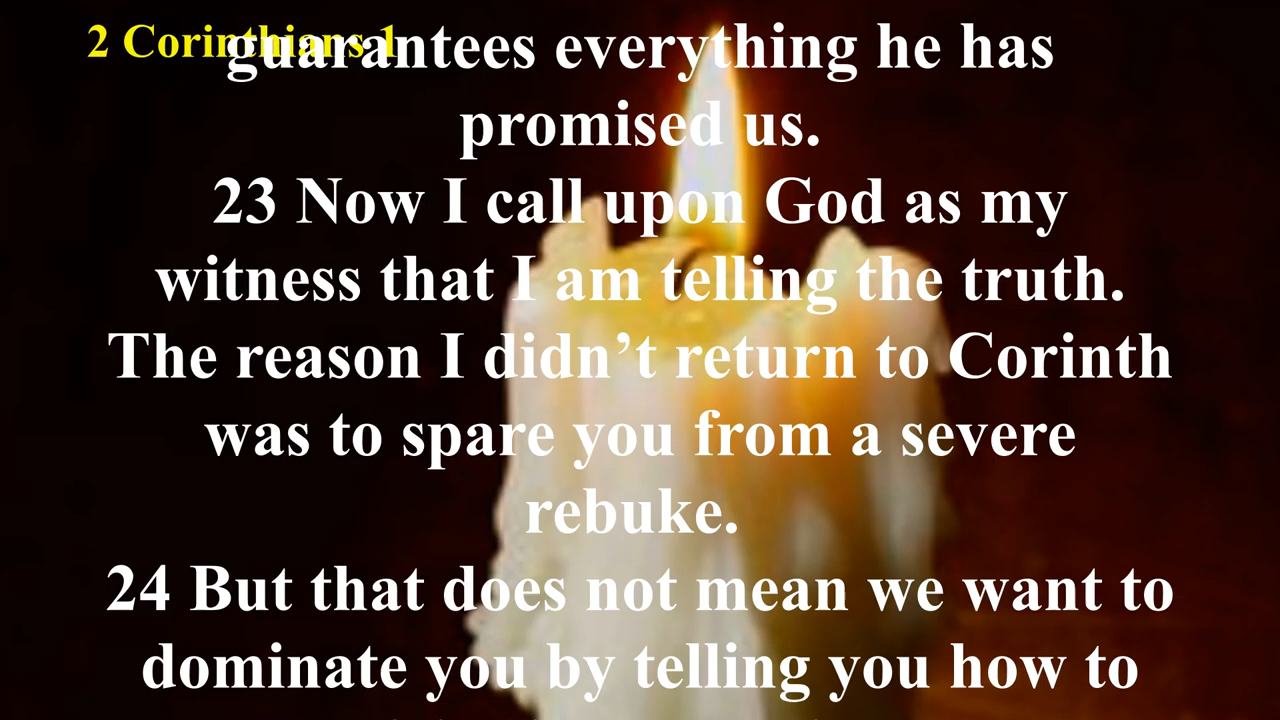 2 Corinthians 1
guarantees everything he has
promised us.
23 Now I call upon God as my
witness that I am telling the truth.
The reason I didn’t return to Corinth
was to spare you from a severe
rebuke.
24 But that does not mean we want to
dominate you by telling you how to